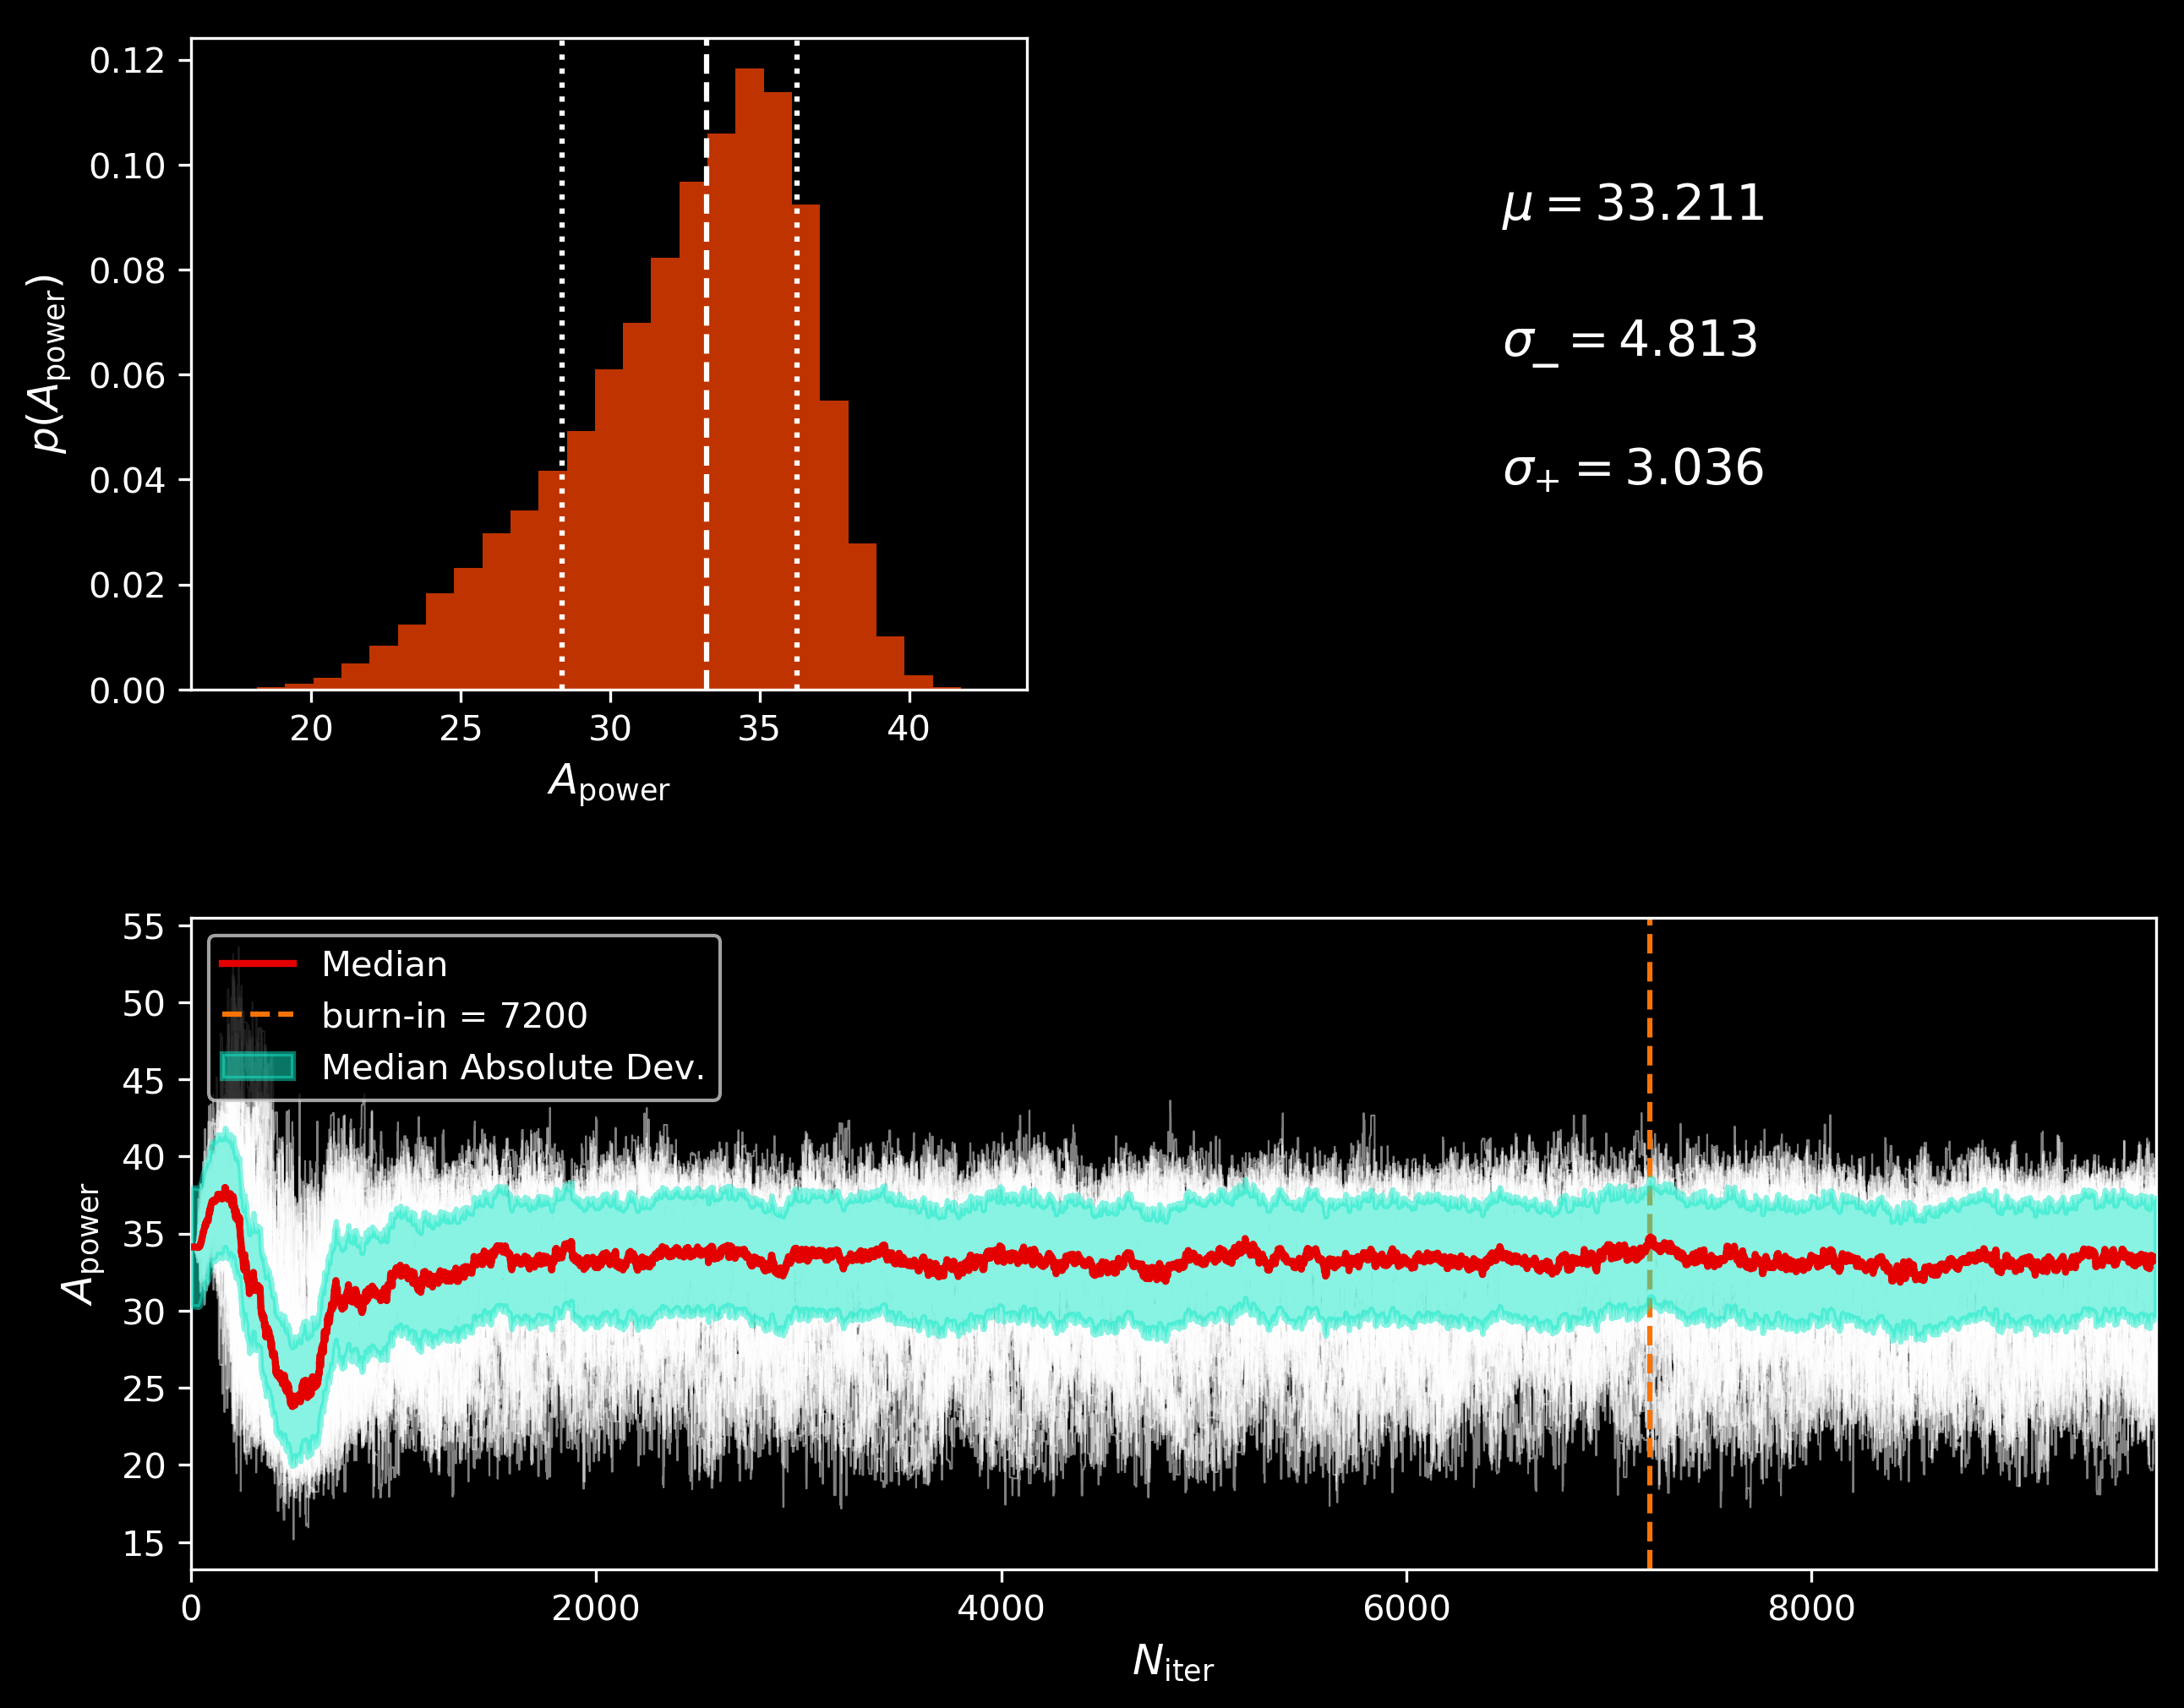 0.12
0.10
0.08
0.06
0.04
0.02
0.00
p(A_power)
20 25 30 35 40
A_power
μ = 33.211
σ_− = 4.813
σ_+ = 3.036
55
50
45
40
35
30
25
20
15
A_power
Median
burn-in = 7200
Median Absolute Dev.
0 2000 4000 6000 8000
N_iter